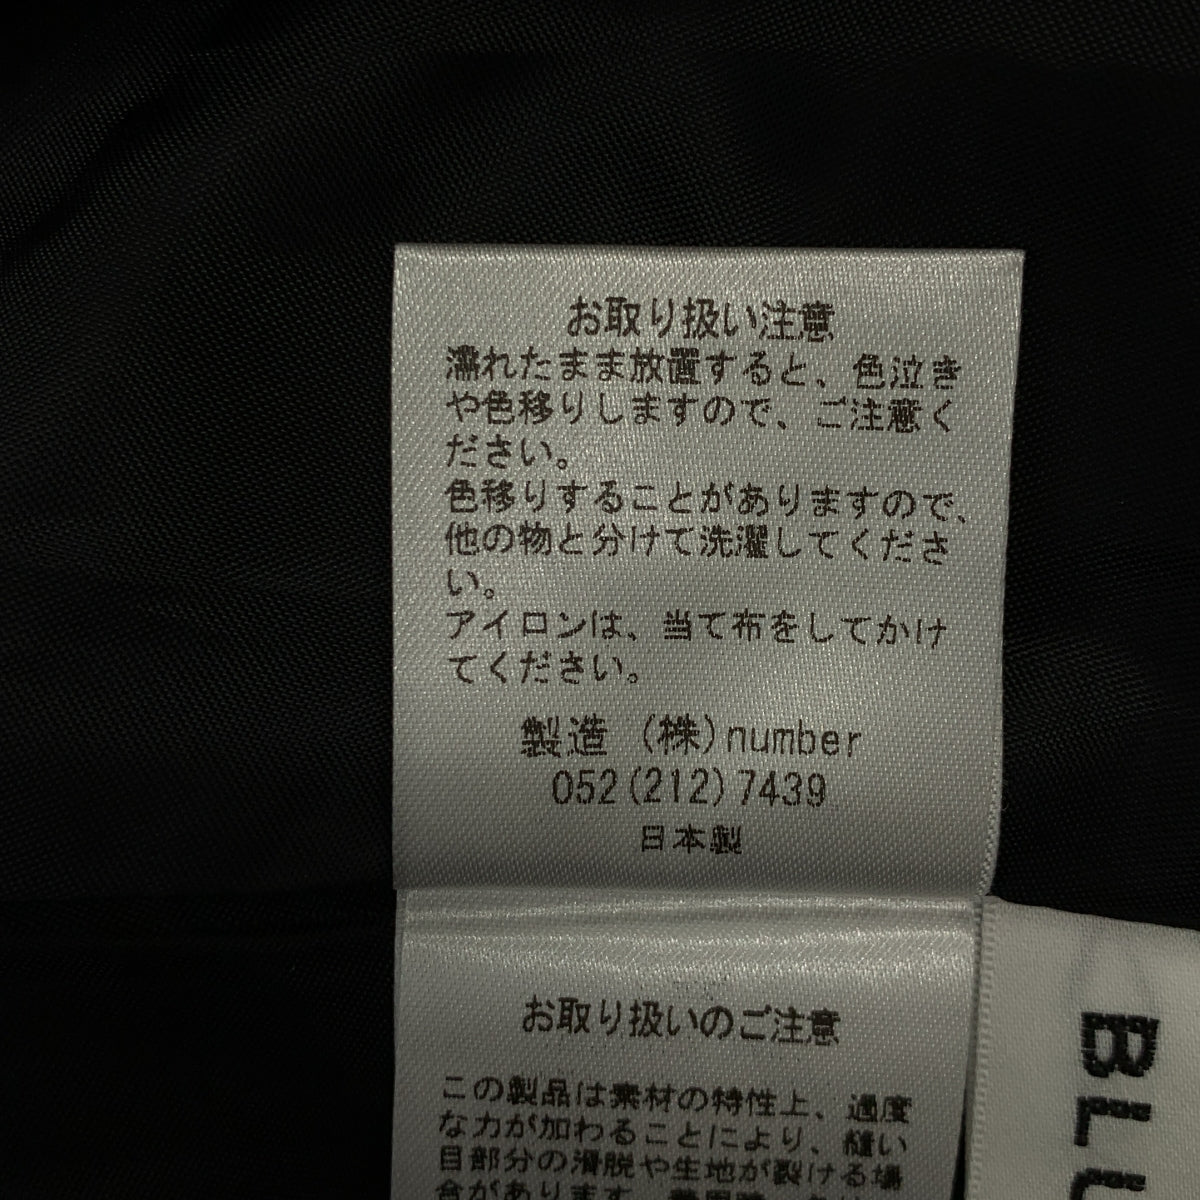 お取り扱い注意
濡れたまま放置すると、色泣き
や色移りしますので、ご注意く
ださい。
色移りすることがありますので、
他の物と分けて洗濯してくださ
い。
アイロンは、当て布をしてかけ
てください。
製造 (株)number
052(212)7439
日本製
お取り扱いのご注意
この製品は素材の特性上、過度
な力が加わることにより、縫い
目部分の滑脱や生地が裂ける場
合があります。
BLU